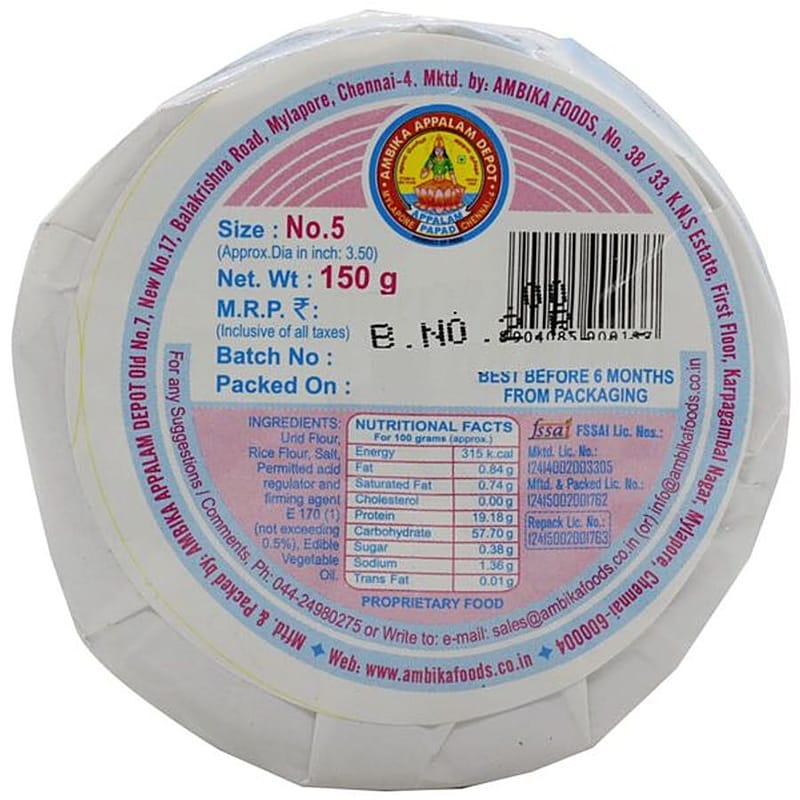 Mftd. & Packed by: AMBIKA APPALAM DEPOT Old No.7, New No.17, Balakrishna Road, Mylapore, Chennai-4. Mktd. by: AMBIKA FOODS, No. 38 / 33, K.N.S Estate, First Floor, Karpagambal Nagar, Mylapore, Chennai-600004
AMBIKA APPALAM DEPOT
MYLAPORE CHENNAI-4
APPALAM
PAPAD
Size : No.5
(Approx.Dia in inch: 3.50)
Net. Wt : 150 g
M.R.P. ₹:
(Inclusive of all taxes)
B.NO.
Batch No :
Packed On :
BEST BEFORE 6 MONTHS
FROM PACKAGING
INGREDIENTS:
Urid Flour,
Rice Flour, Salt,
Permitted acid
regulator and
firming agent
E 170 (1)
(not exceeding
0.5%), Edible
Vegetable
Oil.
NUTRITIONAL FACTS
For 100 grams (approx.)
Energy 315 k.cal
Fat 0.84 g
Saturated Fat 0.74 g
Cholesterol 0.00 g
Protein 19.18 g
Carbohydrate 57.70 g
Sugar 0.38 g
Sodium 1.36 g
Trans Fat 0.01 g
fssai FSSAI Lic. Nos.:
Mktd. Lic. No.:
12414002003305
Mftd. & Packed Lic. No.:
12415002001762
Repack Lic. No.:
12415002001763
PROPRIETARY FOOD
For any Suggestions / Comments, Ph: 044-24980275 or Write to: e-mail: sales@ambikafoods.co.in (or) info@ambikafoods.co.in
Web: www.ambikafoods.co.in